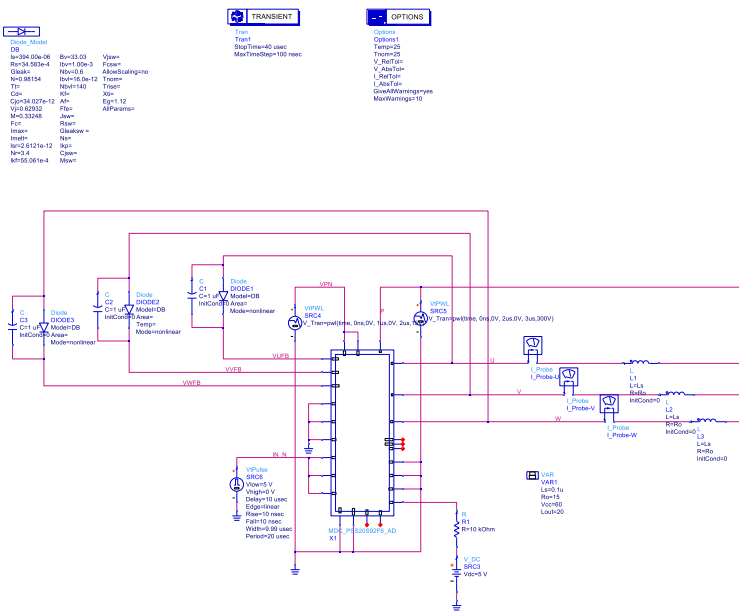 TRANSIENT
Tran
Tran1
StopTime=40 usec
MaxTimeStep=100 nsec
OPTIONS
Options
Options1
Temp=25
Tnom=25
V_RelTol=
V_AbsTol=
I_RelTol=
I_AbsTol=
GiveAllWarnings=yes
MaxWarnings=10
Diode_Model
DB
Is=394.00e-06 Bv=33.03 Vjsw=
Rs=34.583e-4 Ibv=1.00e-3 Fcsw=
Gleak= Nbv=0.6 AllowScaling=no
N=0.98154 Ibvl=16.0e-12 Tnom=
Tt= Nbvl=140 Trise=
Cd= Kf= Xti=
Cjo=34.027e-12 Af= Eg=1.12
Vj=0.62932 Ffe= AllParams=
M=0.33248 Jsw=
Fc= Rsw=
Imax= Gleaksw =
Imelt= Ns=
Isr=2.6121e-12 Ikp=
Nr=3.4 Cjsw=
Ikf=55.061e-4 Msw=
C
C3
C=1 uF
InitCond=0
Diode
DIODE3
Model=DB
Area=
Mode=nonlinear
C
C2
C=1 uF
InitCond=0
Diode
DIODE2
Model=DB
Area=
Temp=
Mode=nonlinear
C
C1
C=1 uF
InitCond=0
Diode
DIODE1
Model=DB
Area=
Mode=nonlinear
VPN
VtPWL
SRC4
V_Tran=pwl(time, 0ns,0V, 1us,0V, 2us,
P
VtPWL
SRC5
V_Tran=pwl(time, 0ns,0V, 2us,0V, 3us,300V)
VUFB
VVFB
VWFB
IN_N
U
V
W
I_Probe
I_Probe-U
I_Probe
I_Probe-V
I_Probe
I_Probe-W
L
L1
L=Ls
R=Ro
InitCond=0
L
L2
L=Ls
R=Ro
InitCond=0
L
L3
L=Ls
R=Ro
InitCond=0
VtPulse
SRC6
Vlow=5 V
Vhigh=0 V
Delay=10 usec
Edge=linear
Rise=10 nsec
Fall=10 nsec
Width=9.99 usec
Period=20 usec
MDC_PSS20S92F6_AD
X1
R
R1
R=10 kOhm
V_DC
SRC3
Vdc=5 V
VAR
VAR1
Ls=0.1u
Ro=15
Vcc=60
Lout=20